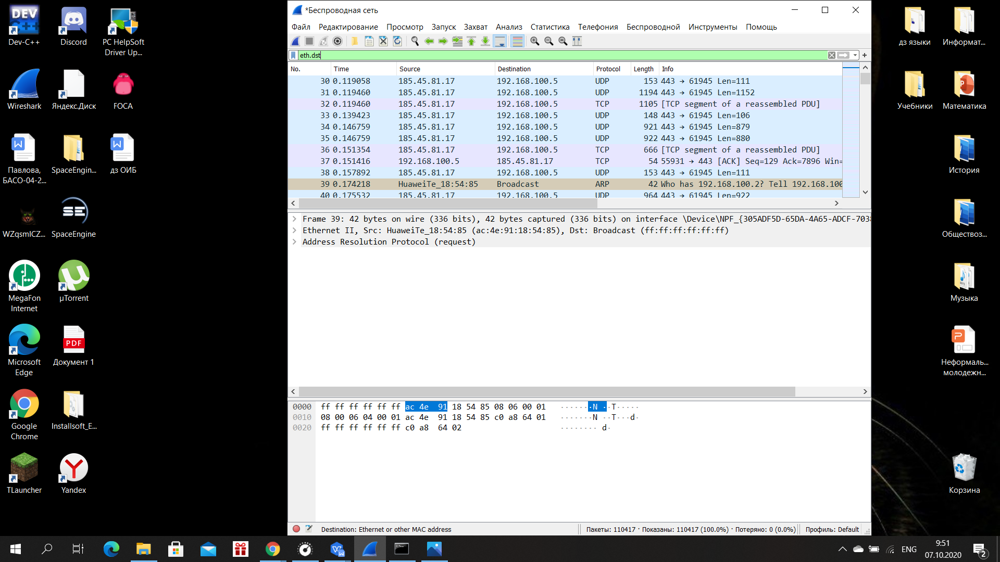 DEV
Dev-C++
Discord
PC HelpSoft
Driver Up...
Wireshark
Яндекс.Диск
FOCA
W
W
Павлова,
БАСО-04-2...
SpaceEngin...
дз ОИБ
SE
WZqsmICZ...
SpaceEngine
MegaFon
Internet
µTorrent
PDF
Microsoft
Edge
Документ 1
Google
Chrome
Installsoft_E...
TLauncher
Yandex
*Беспроводная сеть
Файл Редактирование Просмотр Запуск Захват Анализ Статистика Телефония Беспроводной Инструменты Помощь
eth.dst
No. Time Source Destination Protocol Length Info
30 0.119058 185.45.81.17 192.168.100.5 UDP 153 443 → 61945 Len=111
31 0.119460 185.45.81.17 192.168.100.5 UDP 1194 443 → 61945 Len=1152
32 0.119460 185.45.81.17 192.168.100.5 TCP 1105 [TCP segment of a reassembled PDU]
33 0.139423 185.45.81.17 192.168.100.5 UDP 148 443 → 61945 Len=106
34 0.146759 185.45.81.17 192.168.100.5 UDP 921 443 → 61945 Len=879
35 0.146759 185.45.81.17 192.168.100.5 UDP 922 443 → 61945 Len=880
36 0.151354 185.45.81.17 192.168.100.5 TCP 666 [TCP segment of a reassembled PDU]
37 0.151416 192.168.100.5 185.45.81.17 TCP 54 55931 → 443 [ACK] Seq=129 Ack=7896 Win=
38 0.157892 185.45.81.17 192.168.100.5 UDP 153 443 → 61945 Len=111
39 0.174218 HuaweiTe_18:54:85 Broadcast ARP 42 Who has 192.168.100.2? Tell 192.168.100
40 0.175532 185.45.81.17 192.168.100.5 UDP 964 443 → 61945 Len=922
Frame 39: 42 bytes on wire (336 bits), 42 bytes captured (336 bits) on interface \Device\NPF_{305ADF5D-65DA-4A65-ADCF-7038
Ethernet II, Src: HuaweiTe_18:54:85 (ac:4e:91:18:54:85), Dst: Broadcast (ff:ff:ff:ff:ff:ff)
Address Resolution Protocol (request)
0000 ff ff ff ff ff ff ac 4e 91 18 54 85 08 06 00 01 ·······N ··T·····
0010 08 00 06 04 00 01 ac 4e 91 18 54 85 c0 a8 64 01 ·······N ··T···d·
0020 ff ff ff ff ff ff c0 a8 64 02 ········ d·
Destination: Ethernet or other MAC address
Пакеты: 110417 · Показаны: 110417 (100.0%) · Потеряно: 0 (0.0%)
Профиль: Default
дз языки
Информат...
Учебники
Математика
История
Обществоз...
Музыка
Неформаль...
молодежн...
Корзина
ENG
9:51
07.10.2020
2